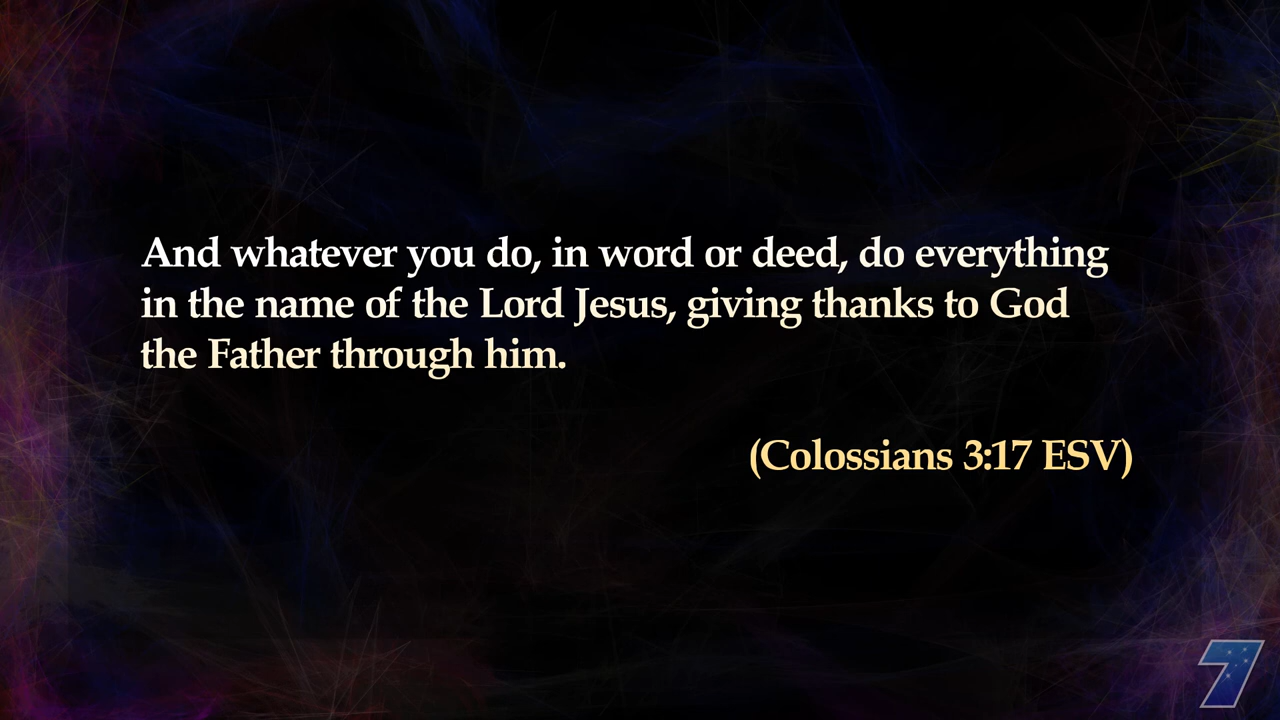 And whatever you do, in word or deed, do everything
in the name of the Lord Jesus, giving thanks to God
the Father through him.
(Colossians 3:17 ESV)
7